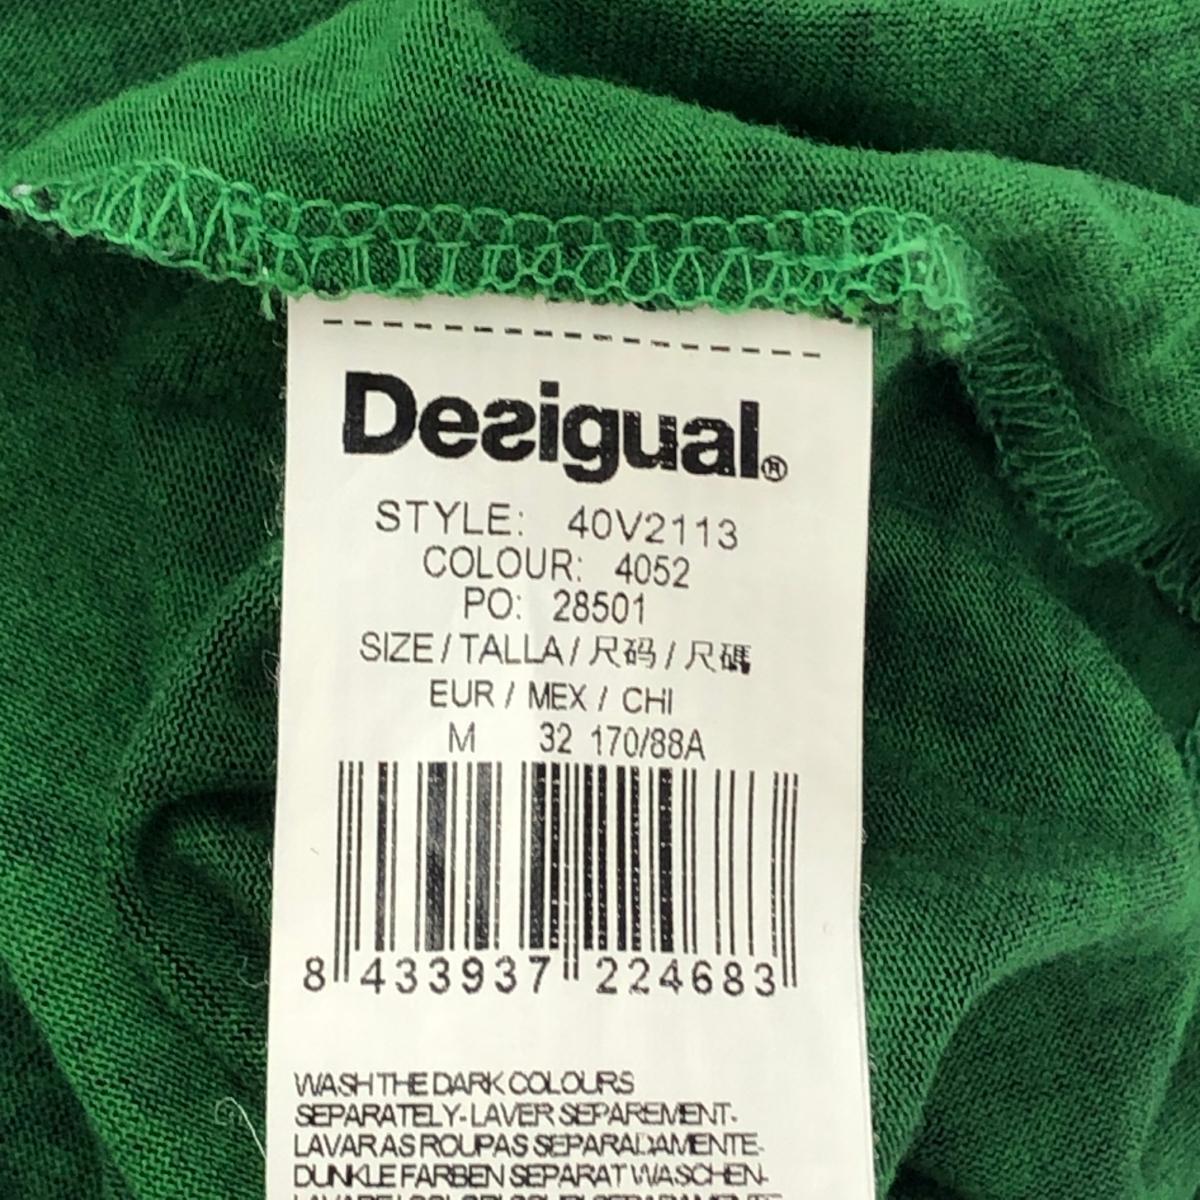 Desigual®
STYLE: 40V2113
COLOUR: 4052
PO: 28501
SIZE / TALLA / 尺码 / 尺碼
EUR / MEX / CHI
M 32 170/88A
8 433937 224683
WASH THE DARK COLOURS
SEPARATELY-LAVER SEPAREMENT-
LAVAR AS ROUPAS SEPARADAMENTE-
DUNKLE FARBEN SEPARAT WASCHEN-